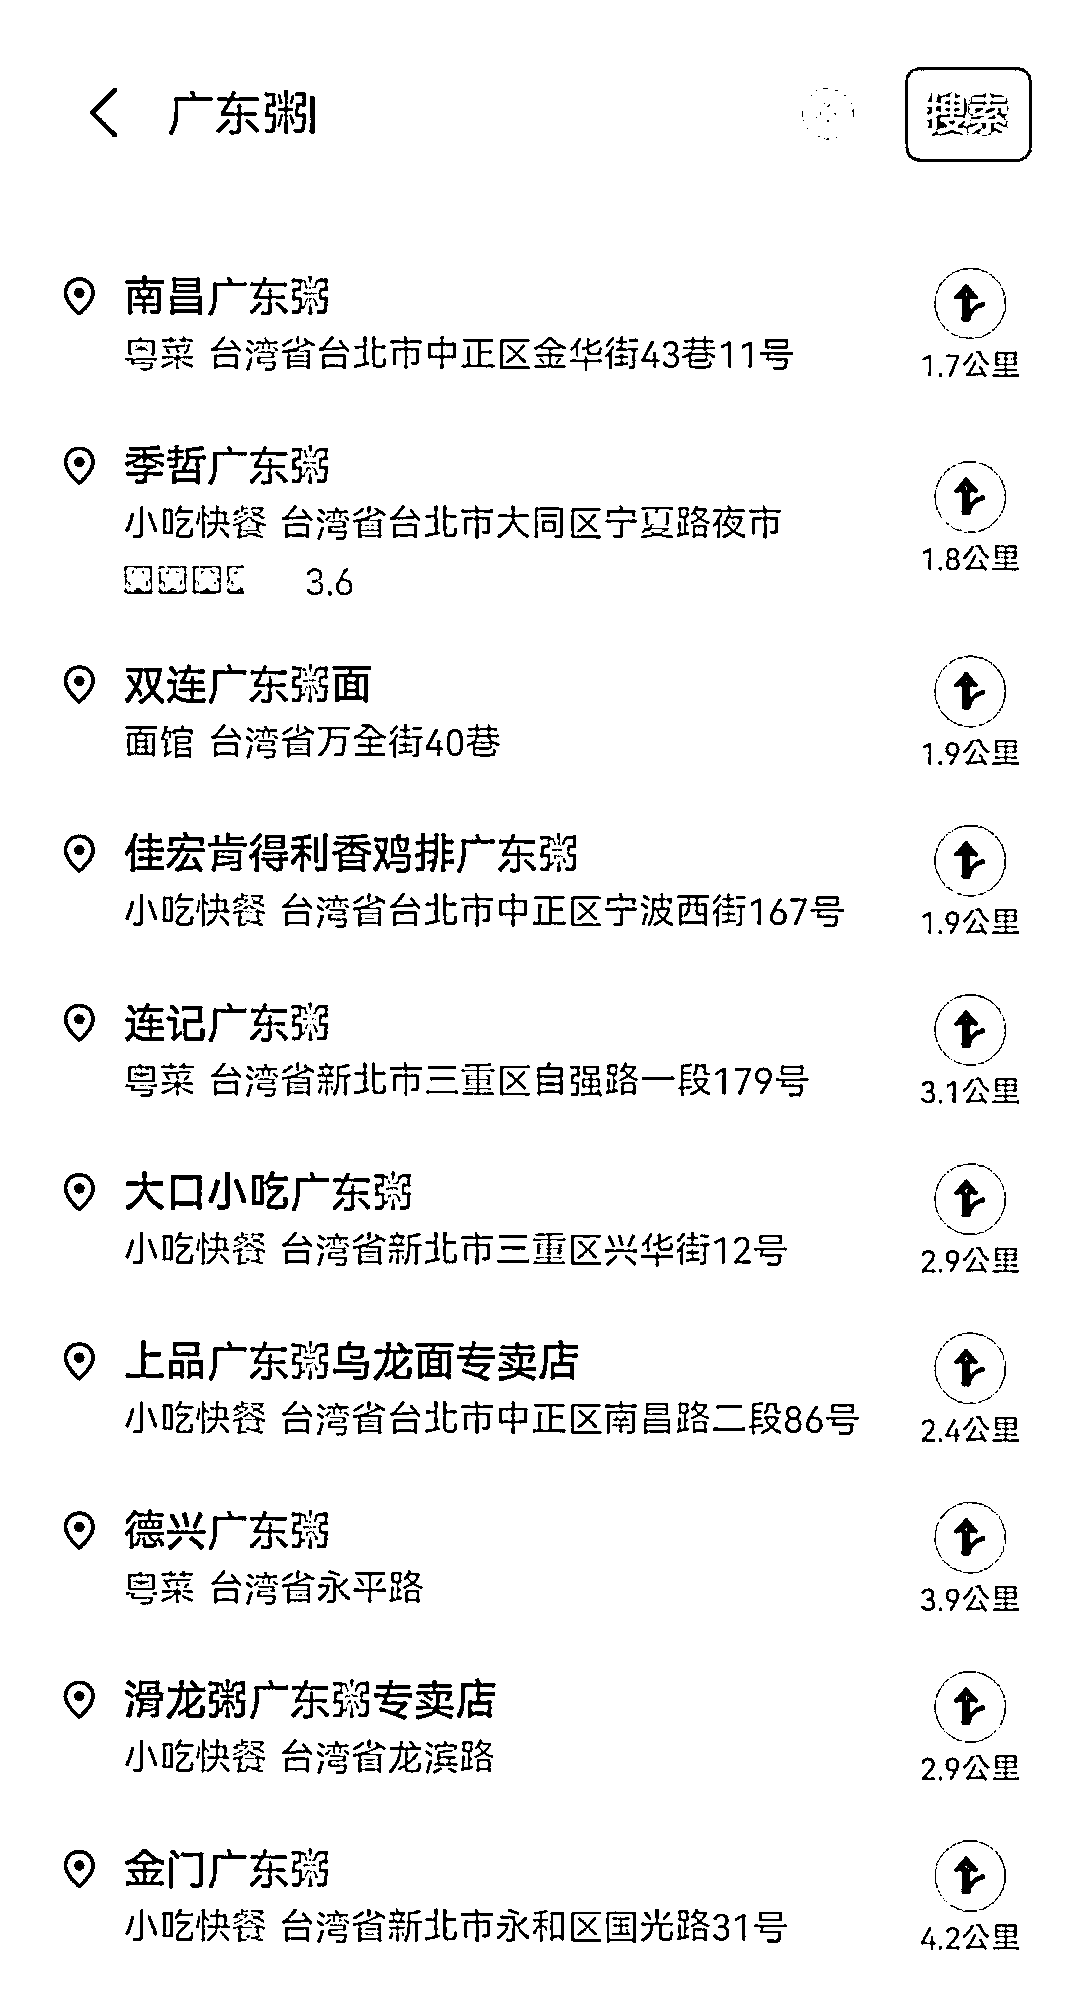 广东粥
搜索
南昌广东粥
粤菜 台湾省台北市中正区金华街43巷11号
1.7公里
季哲广东粥
小吃快餐 台湾省台北市大同区宁夏路夜市
1.8公里
3.6
双连广东粥面
面馆 台湾省万全街40巷
1.9公里
佳宏肯得利香鸡排广东粥
小吃快餐 台湾省台北市中正区宁波西街167号
1.9公里
连记广东粥
粤菜 台湾省新北市三重区自强路一段179号
3.1公里
大口小吃广东粥
小吃快餐 台湾省新北市三重区兴华街12号
2.9公里
上品广东粥乌龙面专卖店
小吃快餐 台湾省台北市中正区南昌路二段86号
2.4公里
德兴广东粥
粤菜 台湾省永平路
3.9公里
滑龙粥广东粥专卖店
小吃快餐 台湾省龙滨路
2.9公里
金门广东粥
小吃快餐 台湾省新北市永和区国光路31号
4.2公里